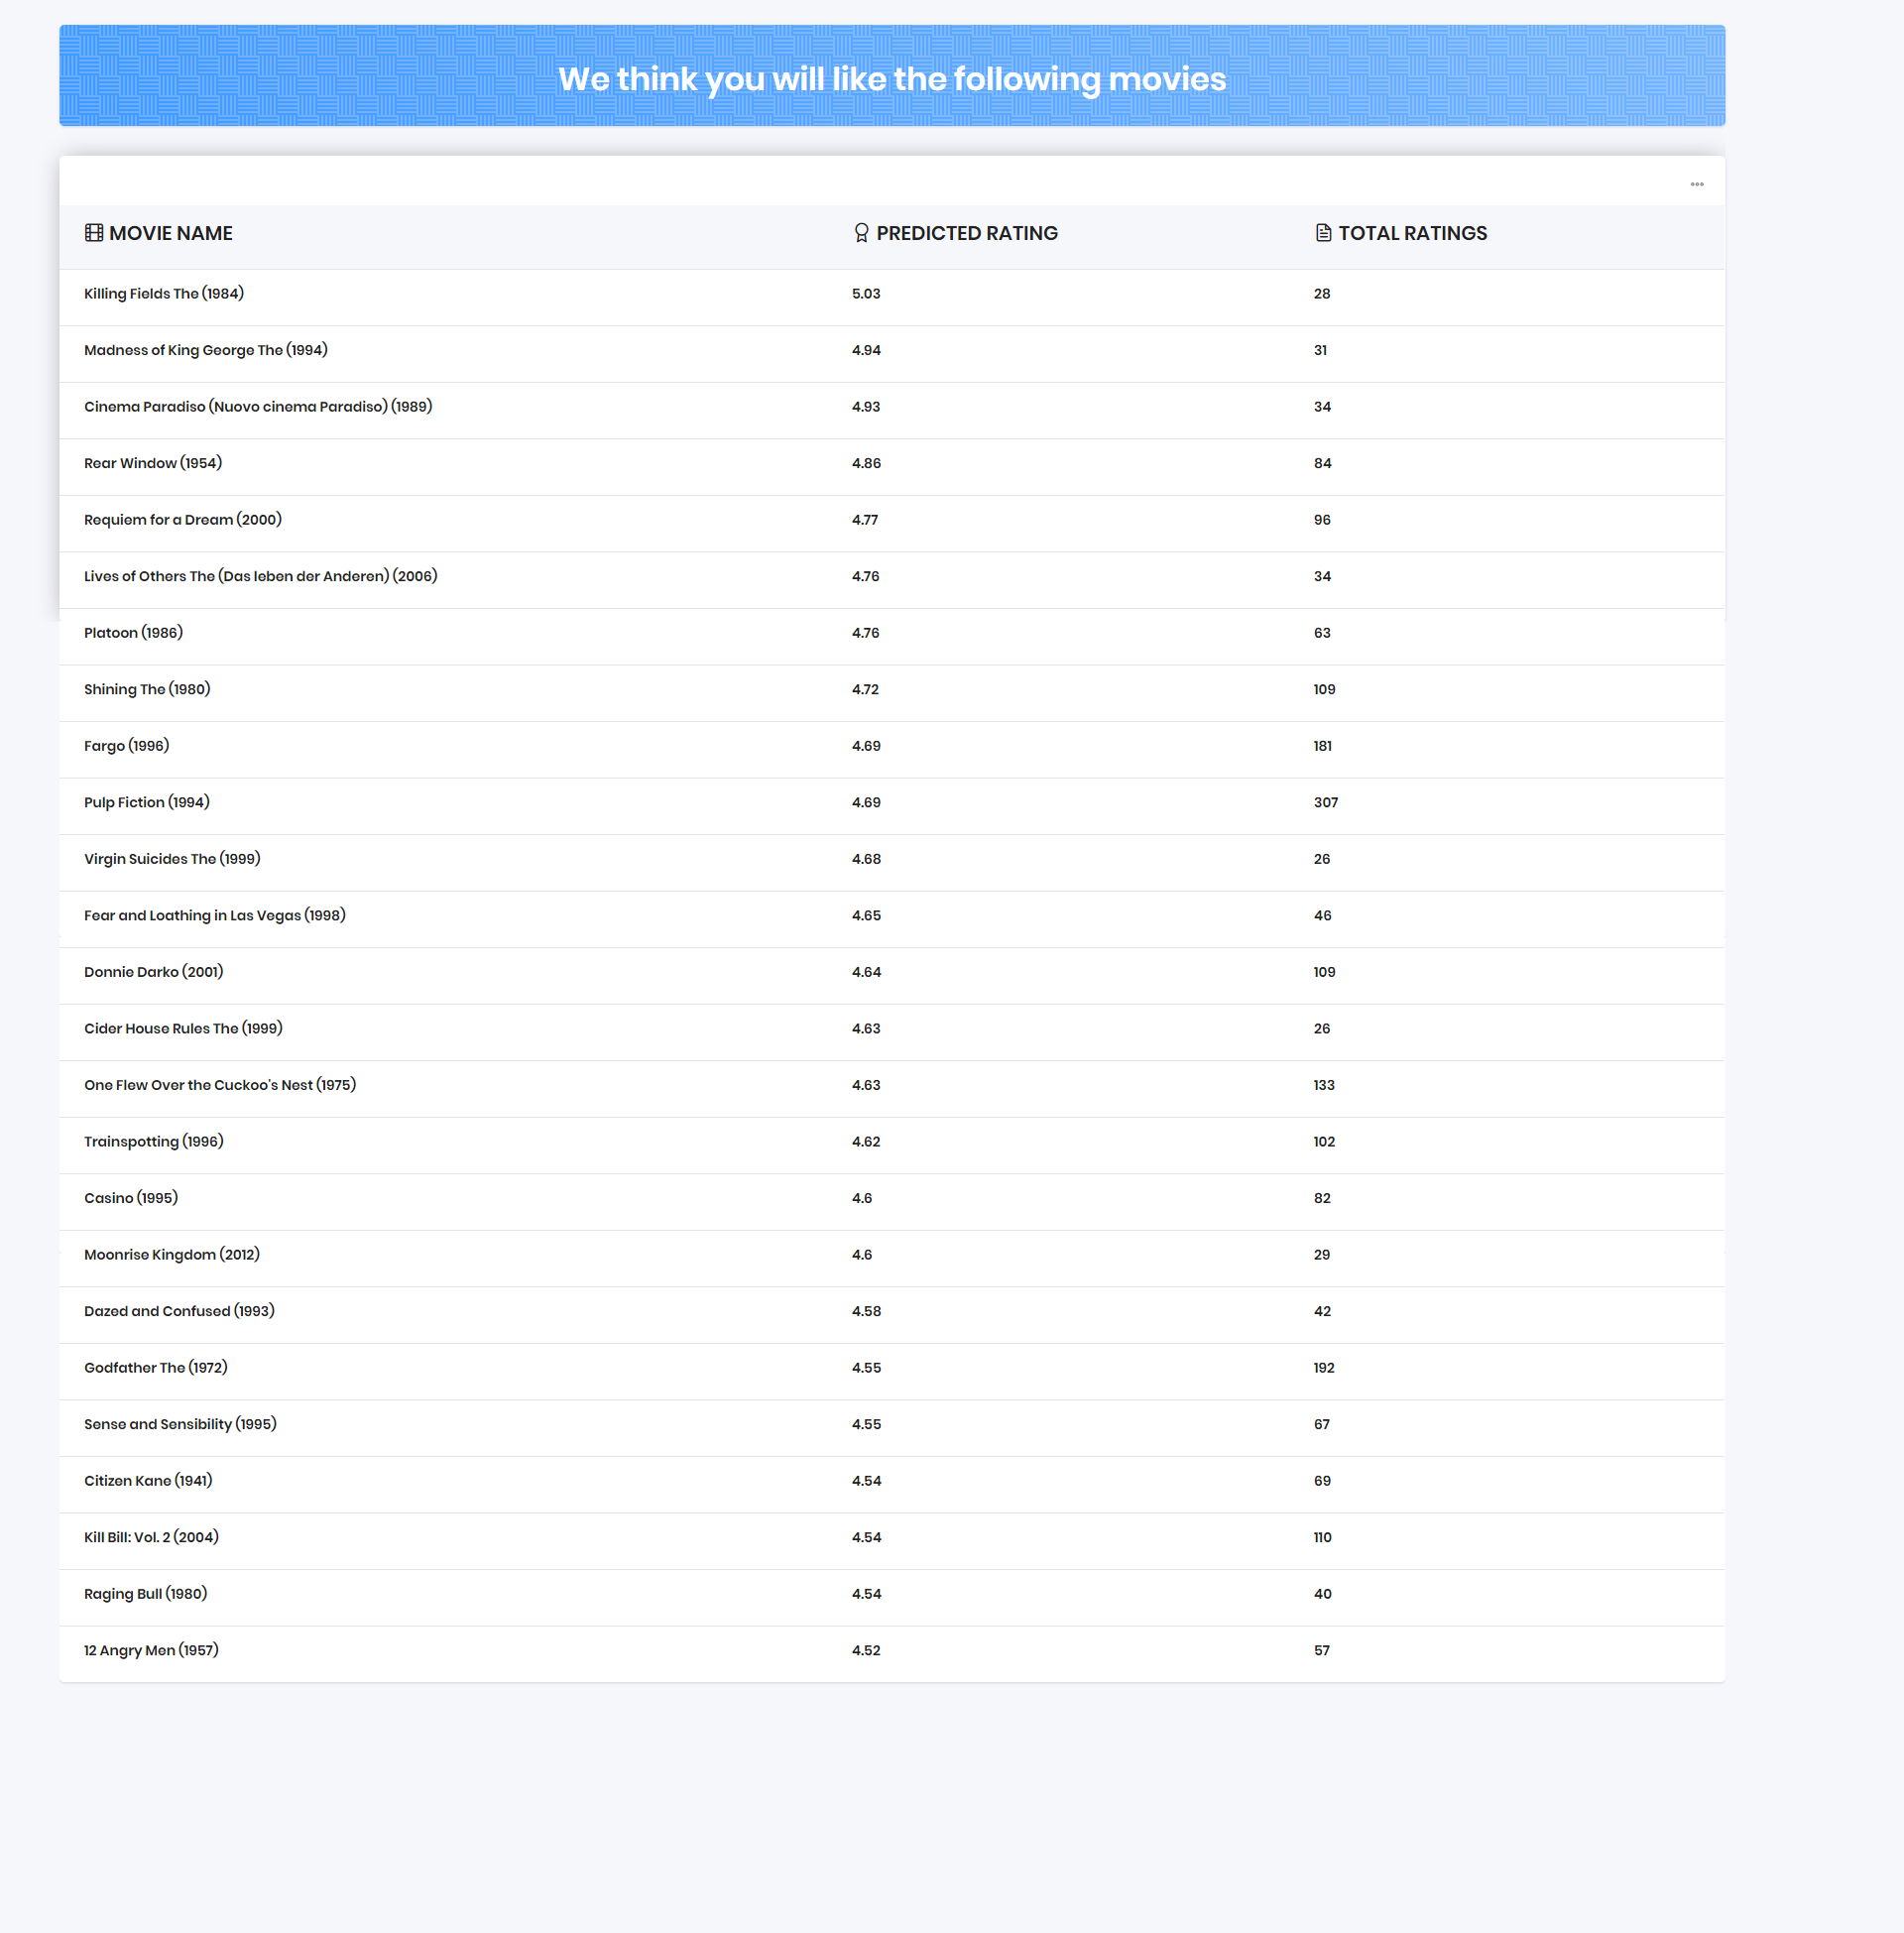 We think you will like the following movies
MOVIE NAME PREDICTED RATING TOTAL RATINGS
Killing Fields The (1984) 5.03 28
Madness of King George The (1994) 4.94 31
Cinema Paradiso (Nuovo cinema Paradiso) (1989) 4.93 34
Rear Window (1954) 4.86 84
Requiem for a Dream (2000) 4.77 96
Lives of Others The (Das leben der Anderen) (2006) 4.76 34
Platoon (1986) 4.76 63
Shining The (1980) 4.72 109
Fargo (1996) 4.69 181
Pulp Fiction (1994) 4.69 307
Virgin Suicides The (1999) 4.68 26
Fear and Loathing in Las Vegas (1998) 4.65 46
Donnie Darko (2001) 4.64 109
Cider House Rules The (1999) 4.63 26
One Flew Over the Cuckoo's Nest (1975) 4.63 133
Trainspotting (1996) 4.62 102
Casino (1995) 4.6 82
Moonrise Kingdom (2012) 4.6 29
Dazed and Confused (1993) 4.58 42
Godfather The (1972) 4.55 192
Sense and Sensibility (1995) 4.55 67
Citizen Kane (1941) 4.54 69
Kill Bill: Vol. 2 (2004) 4.54 110
Raging Bull (1980) 4.54 40
12 Angry Men (1957) 4.52 57